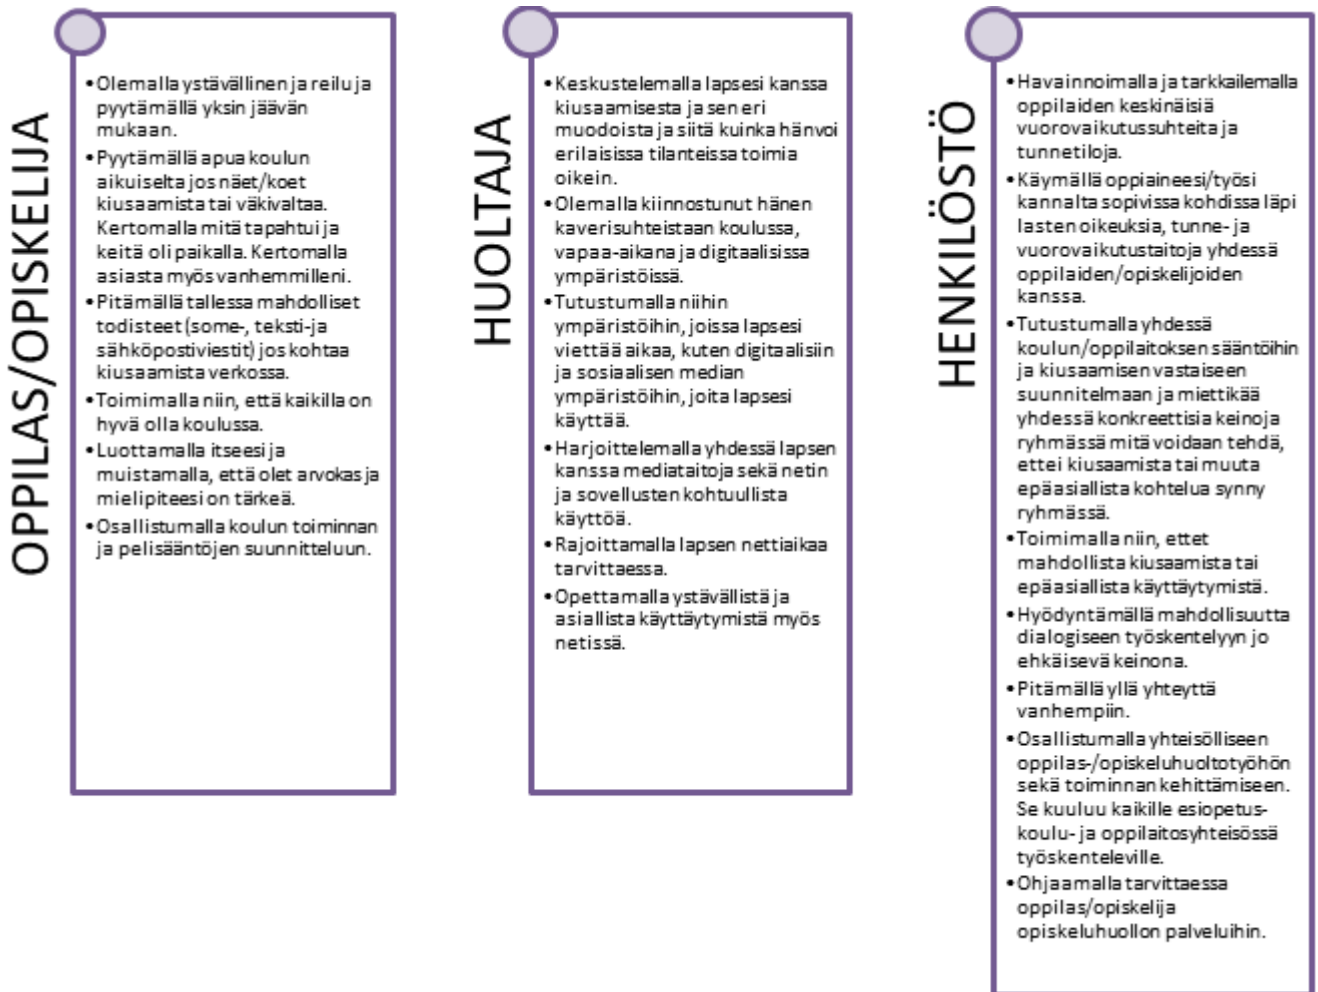 OPPILAS/OPISKELIJA
•Olemalla ystävällinen ja reilu ja
pyytämällä yksin jäävän
mukaan.
•Pyytämällä apua koulun
aikuiselta jos näet/koet
kiusaamista tai väkivaltaa.
Kertomalla mitä tapahtui ja
keitä oli paikalla. Kertomalla
asiasta myös vanhemmilleni.
•Pitämällä tallessa mahdolliset
todisteet (some-, teksti-ja
sähköpostiviestit) jos kohtaa
kiusaamista verkossa.
•Toimimalla niin, että kaikilla on
hyvä olla koulussa.
•Luottamalla itseesi ja
muistamalla, että olet arvokas ja
mielipiteesi on tärkeä.
•Osallistumalla koulun toiminnan
ja pelisääntöjen suunnitteluun.
HUOLTAJA
•Keskustelemalla lapsesi kanssa
kiusaamisesta ja sen eri
muodoista ja siitä kuinka hän voi
erilaisissa tilanteissa toimia
oikein.
•Olemalla kiinnostunut hänen
kaverisuhteistaan koulussa,
vapaa-aikana ja digitaalisissa
ympäristöissä.
•Tutustumalla niihin
ympäristöihin, joissa lapsesi
viettää aikaa, kuten digitaalisiin
ja sosiaalisen median
ympäristöihin, joita lapsesi
käyttää.
•Harjoittelemalla yhdessä lapsen
kanssa mediataitoja sekä netin
ja sovellusten kohtuullista
käyttöä.
•Rajoittamalla lapsen nettiaikaa
tarvittaessa.
•Opettamalla ystävällistä ja
asiallista käyttäytymistä myös
netissä.
HENKILÖSTÖ
•Havainnoimalla ja tarkkailemalla
oppilaiden keskinäisiä
vuorovaikutussuhteita ja
tunnetiloja.
•Käymällä oppiaineesi/työsi
kannalta sopivissa kohdissa läpi
lasten oikeuksia, tunne- ja
vuorovaikutustaitoja yhdessä
oppilaiden/opiskelijoiden
kanssa.
•Tutustumalla yhdessä
koulun/oppilaitoksen sääntöihin
ja kiusaamisen vastaiseen
suunnitelmaan ja miettikää
yhdessä konkreettisia keinoja
ryhmässä mitä voidaan tehdä,
ettei kiusaamista tai muuta
epäasiallista kohtelua synny
ryhmässä.
•Toimimalla niin, ettet
mahdollista kiusaamista tai
epäasiallista käyttäytymistä.
•Hyödyntämällä mahdollisuutta
dialogiseen työskentelyyn jo
ehkäisevä keinona.
•Pitämällä yllä yhteyttä
vanhempiin.
•Osallistumalla yhteisölliseen
oppilas-/opiskeluhuoltotyöhön
sekä toiminnan kehittämiseen.
Se kuuluu kaikille esiopetus-
koulu- ja oppilaitosyhteisössä
työskenteleville.
•Ohjaamalla tarvittaessa
oppilas/opiskelija
opiskeluhuollon palveluihin.